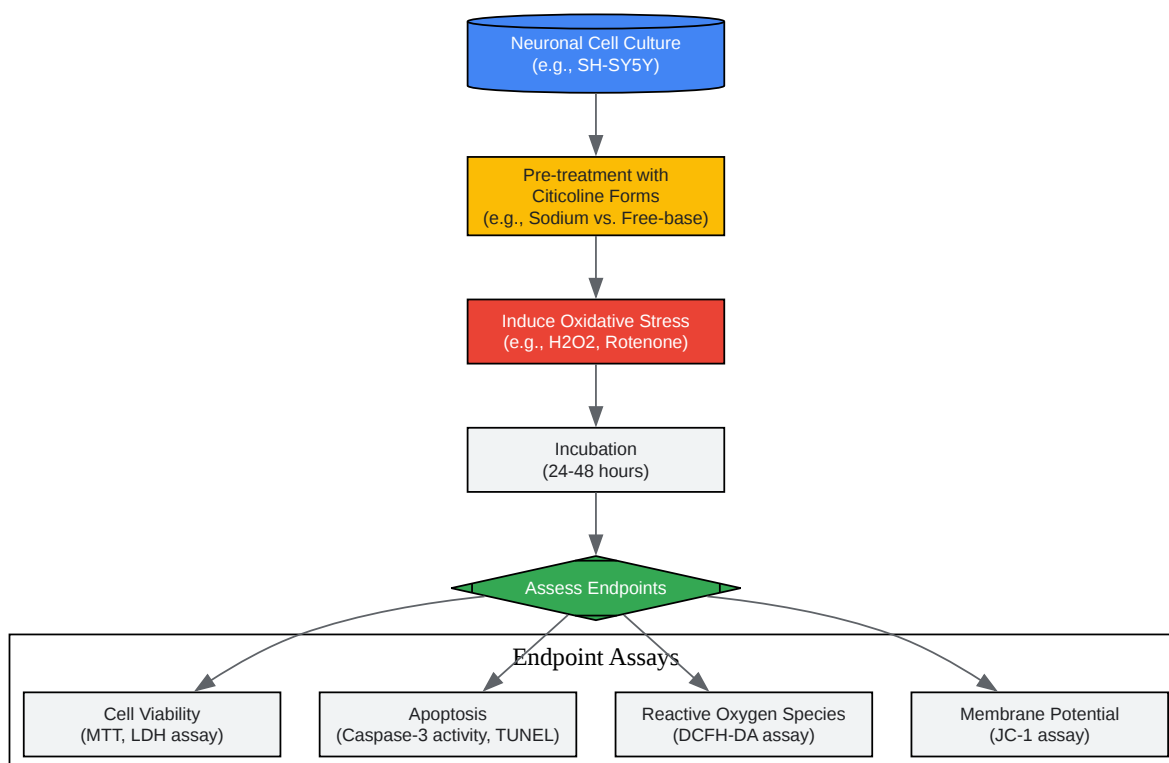 Neuronal Cell Culture
(e.g., SH-SY5Y)
Pre-treatment with
Citicoline Forms
(e.g., Sodium vs. Free-base)
Induce Oxidative Stress
(e.g., H2O2, Rotenone)
Incubation
(24-48 hours)
Assess Endpoints
Endpoint Assays
Cell Viability
(MTT, LDH assay)
Apoptosis
(Caspase-3 activity, TUNEL)
Reactive Oxygen Species
(DCFH-DA assay)
Membrane Potential
(JC-1 assay)